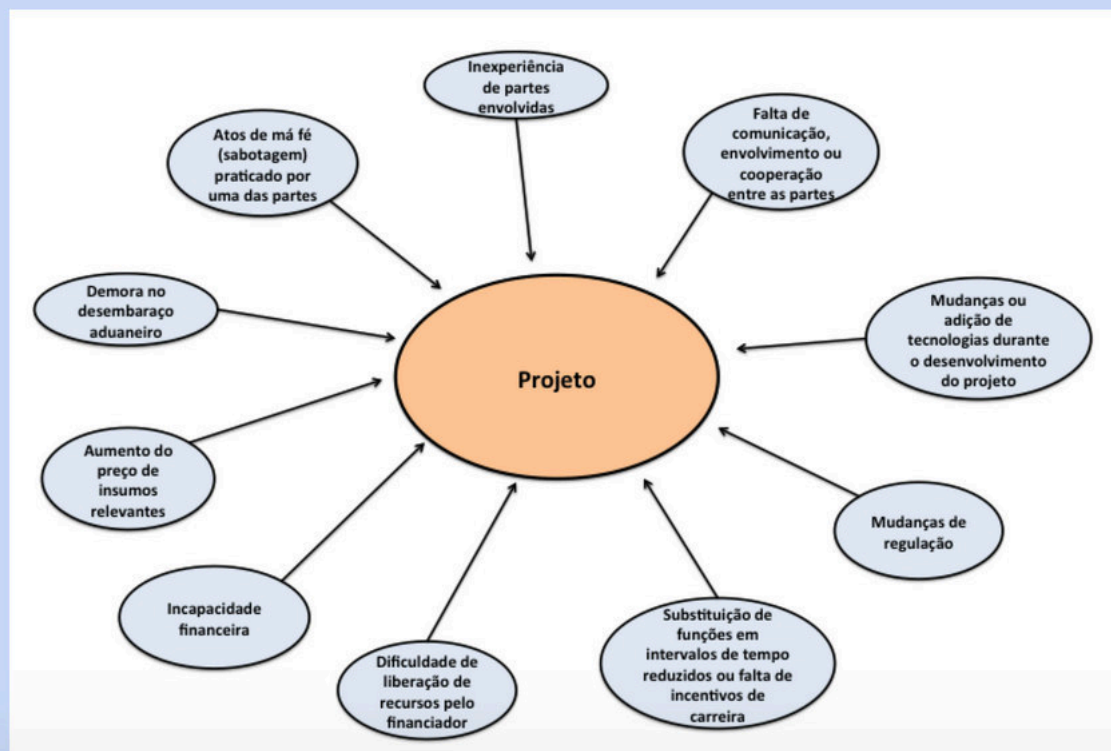 Inexperiência
de partes
envolvidas
Falta de
comunicação,
envolvimento ou
cooperação
entre as partes
Atos de má fé
(sabotagem)
praticado por
uma das partes
Demora no
desembaraço
aduaneiro
Mudanças ou
adição de
tecnologias durante
o desenvolvimento
do projeto
Projeto
Aumento do
preço de
insumos
relevantes
Mudanças de
regulação
Incapacidade
financeira
Substituição de
funções em
intervalos de tempo
reduzidos ou falta de
incentivos de
carreira
Dificuldade de
liberação de
recursos pelo
financiador